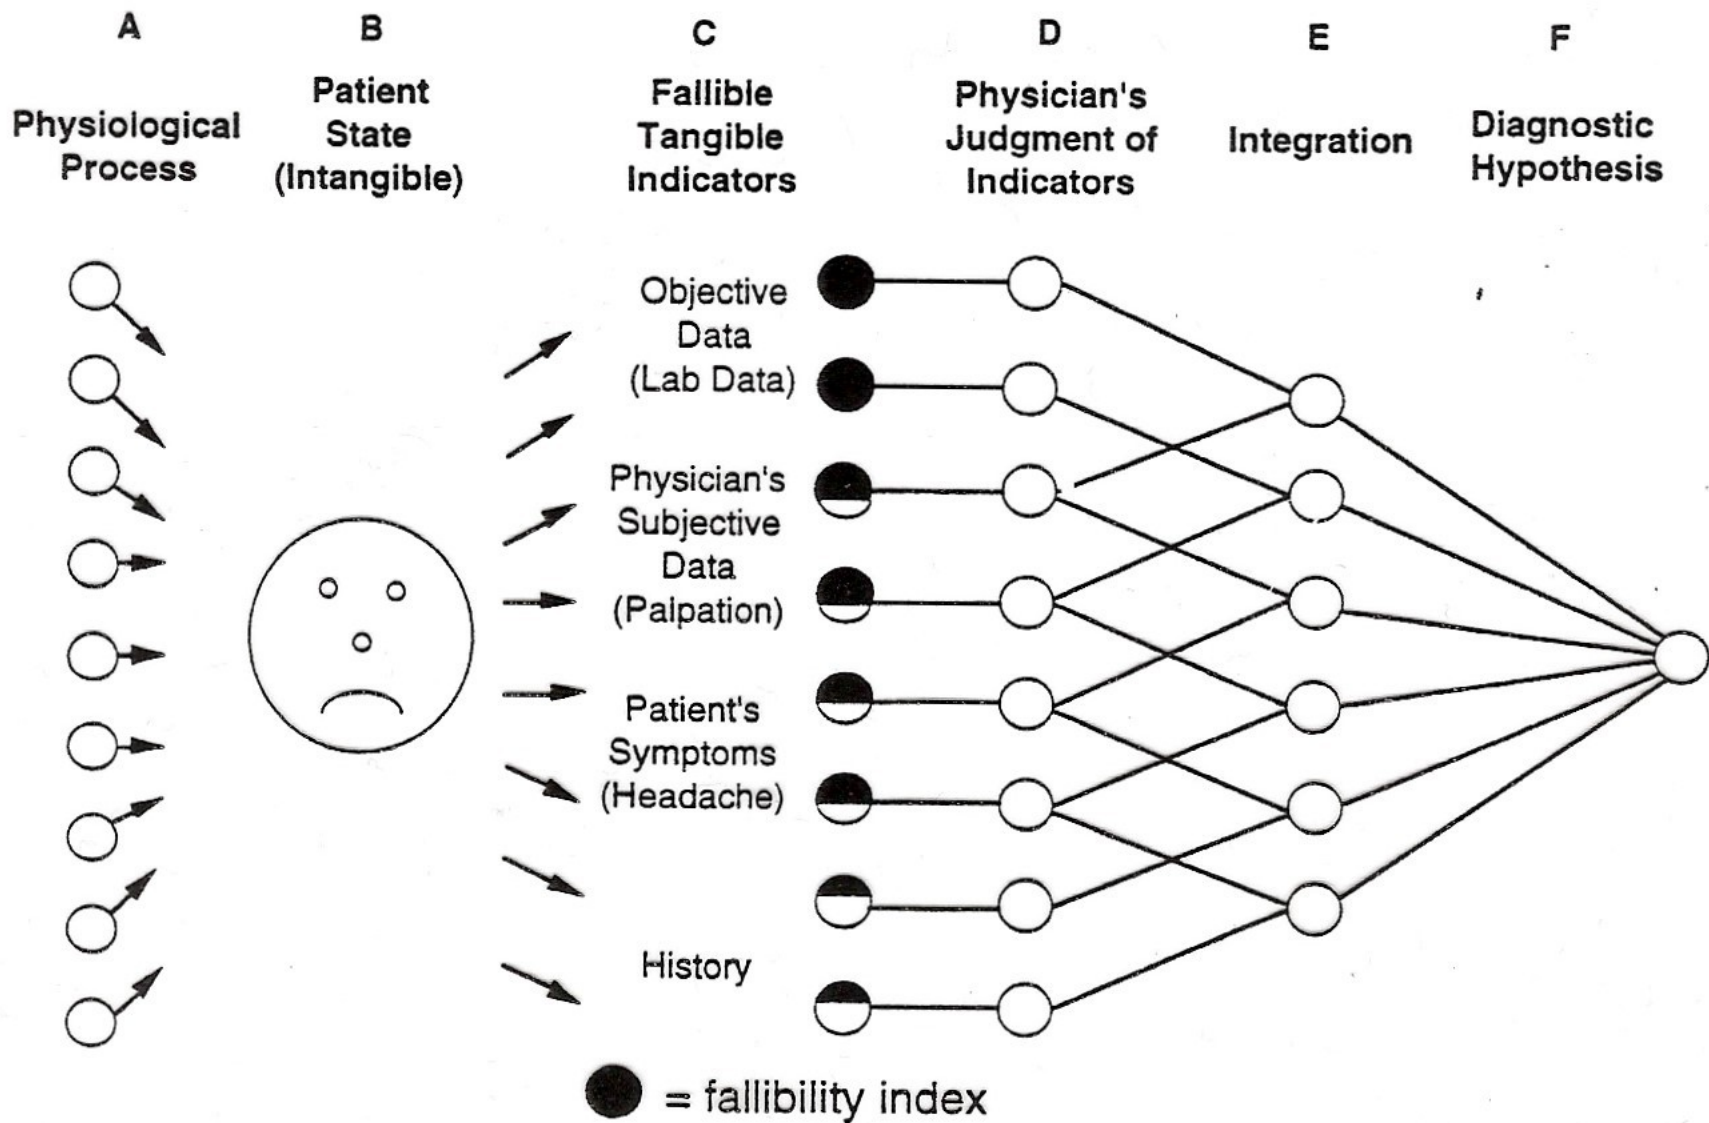 A
Physiological
Process
B
Patient
State
(Intangible)
C
Fallible
Tangible
Indicators
D
Physician's
Judgment of
Indicators
E
Integration
F
Diagnostic
Hypothesis
Objective
Data
(Lab Data)
Physician's
Subjective
Data
(Palpation)
Patient's
Symptoms
(Headache)
History
= fallibility index